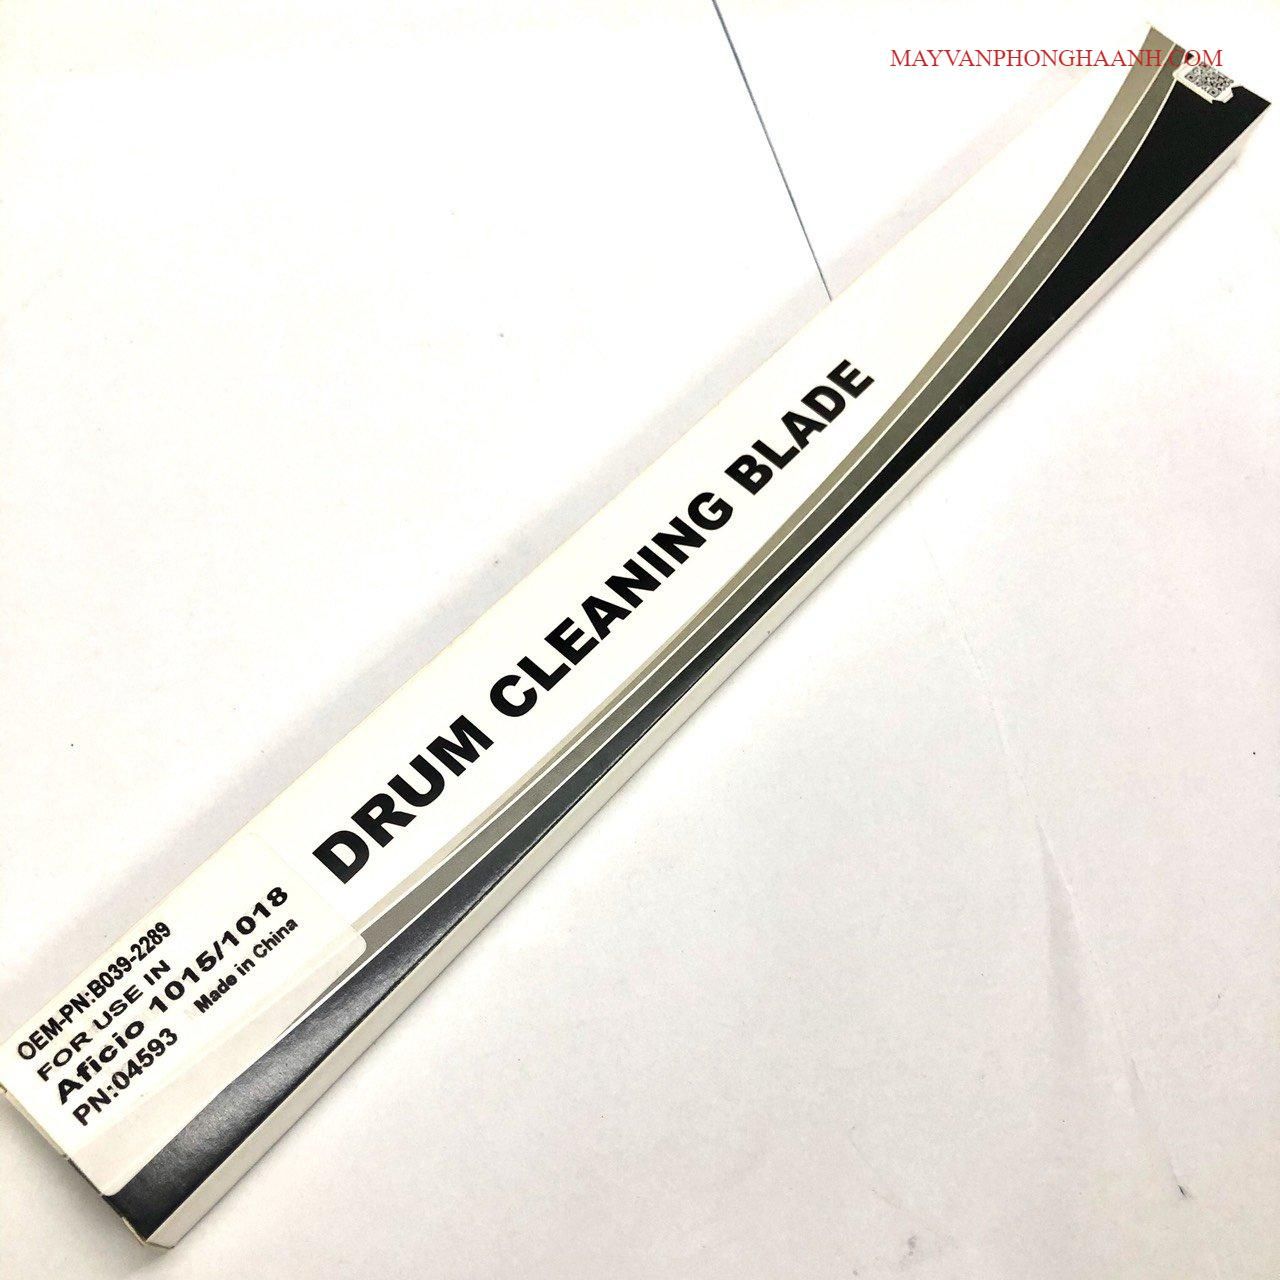 MAYVANPHONGHAANH.COM
DRUM CLEANING BLADE
OEM-PN:B039-2289
FOR USE IN
Aficio 1015/1018
PN:04593 Made in China